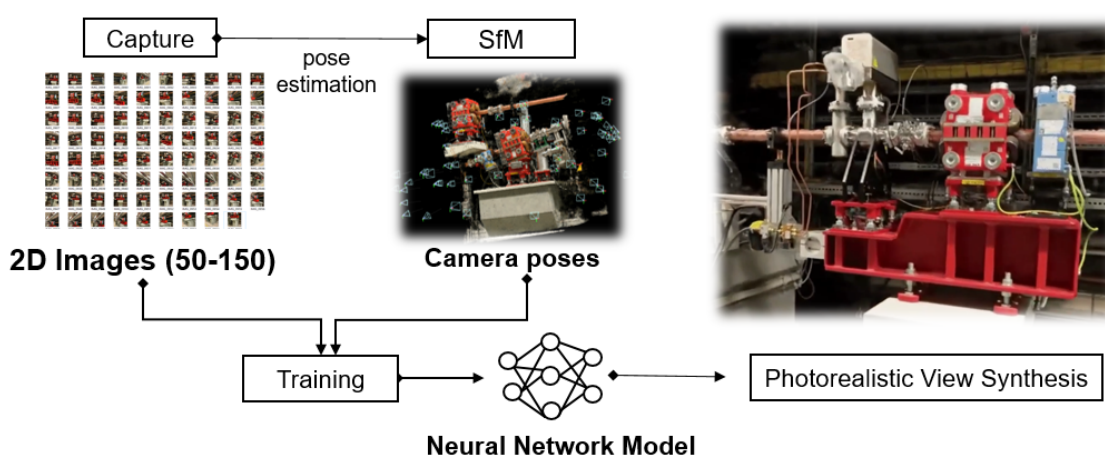 Capture
SfM
pose
estimation
2D Images (50-150)
Camera poses
Training
Photorealistic View Synthesis
Neural Network Model